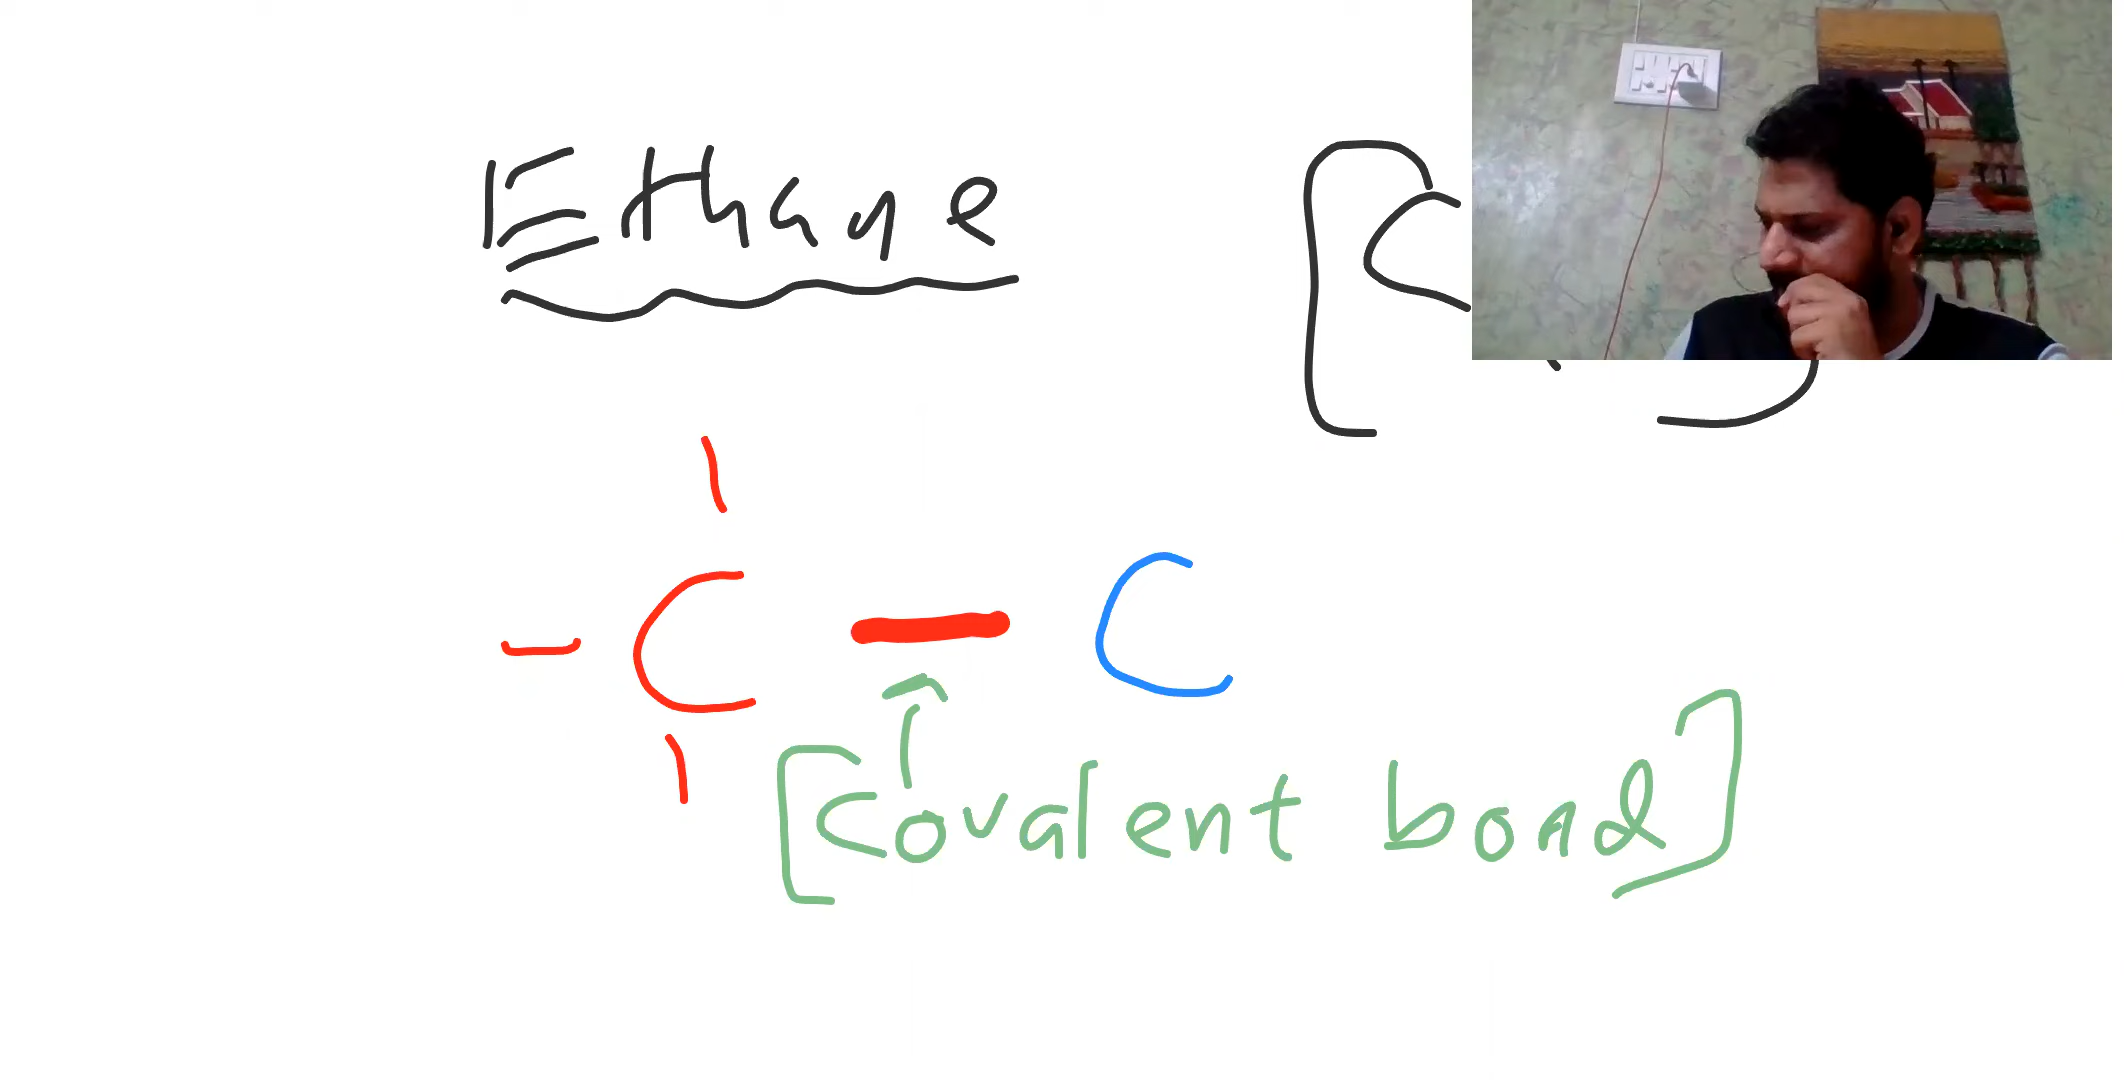 Ethane [C
- C - C
[Covalent bond]